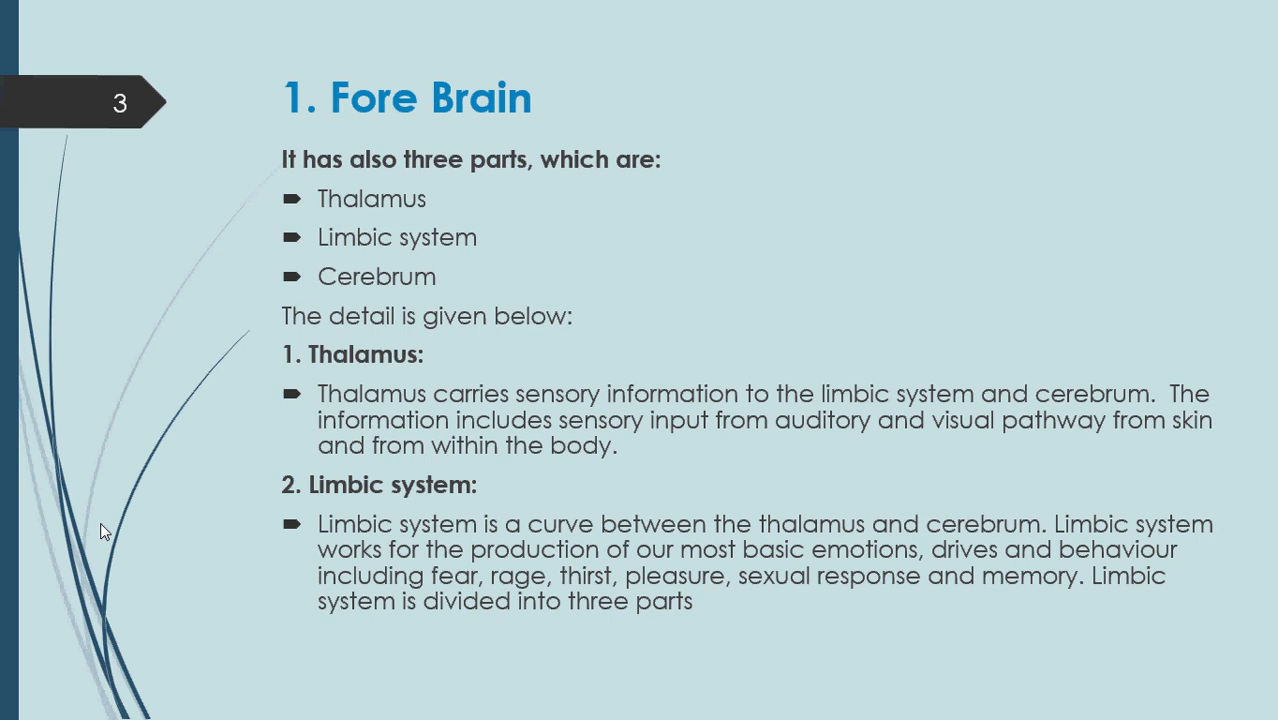 3
1. Fore Brain
It has also three parts, which are:
Thalamus
Limbic system
Cerebrum
The detail is given below:
1. Thalamus:
Thalamus carries sensory information to the limbic system and cerebrum.  The
information includes sensory input from auditory and visual pathway from skin
and from within the body.
2. Limbic system:
Limbic system is a curve between the thalamus and cerebrum. Limbic system
works for the production of our most basic emotions, drives and behaviour
including fear, rage, thirst, pleasure, sexual response and memory. Limbic
system is divided into three parts